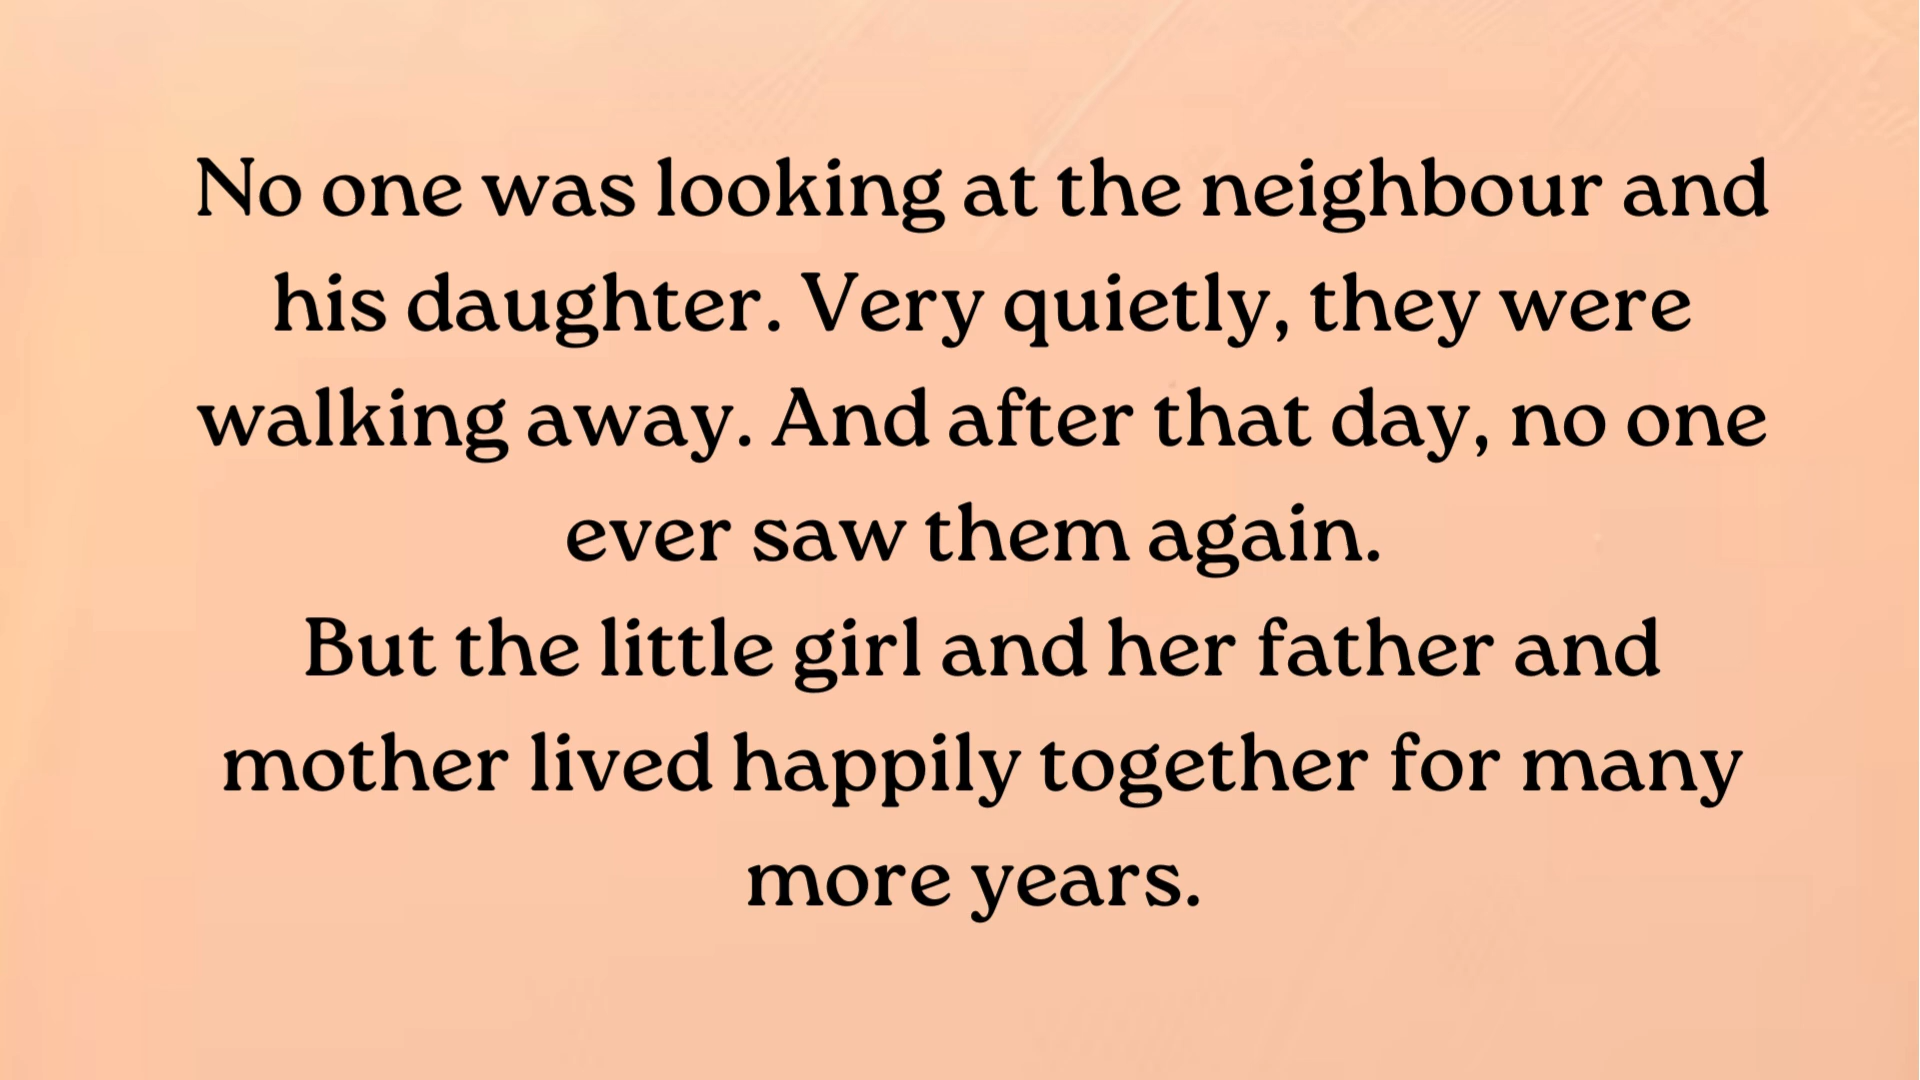 No one was looking at the neighbour and
his daughter. Very quietly, they were
walking away. And after that day, no one
ever saw them again.
But the little girl and her father and
mother lived happily together for many
more years.